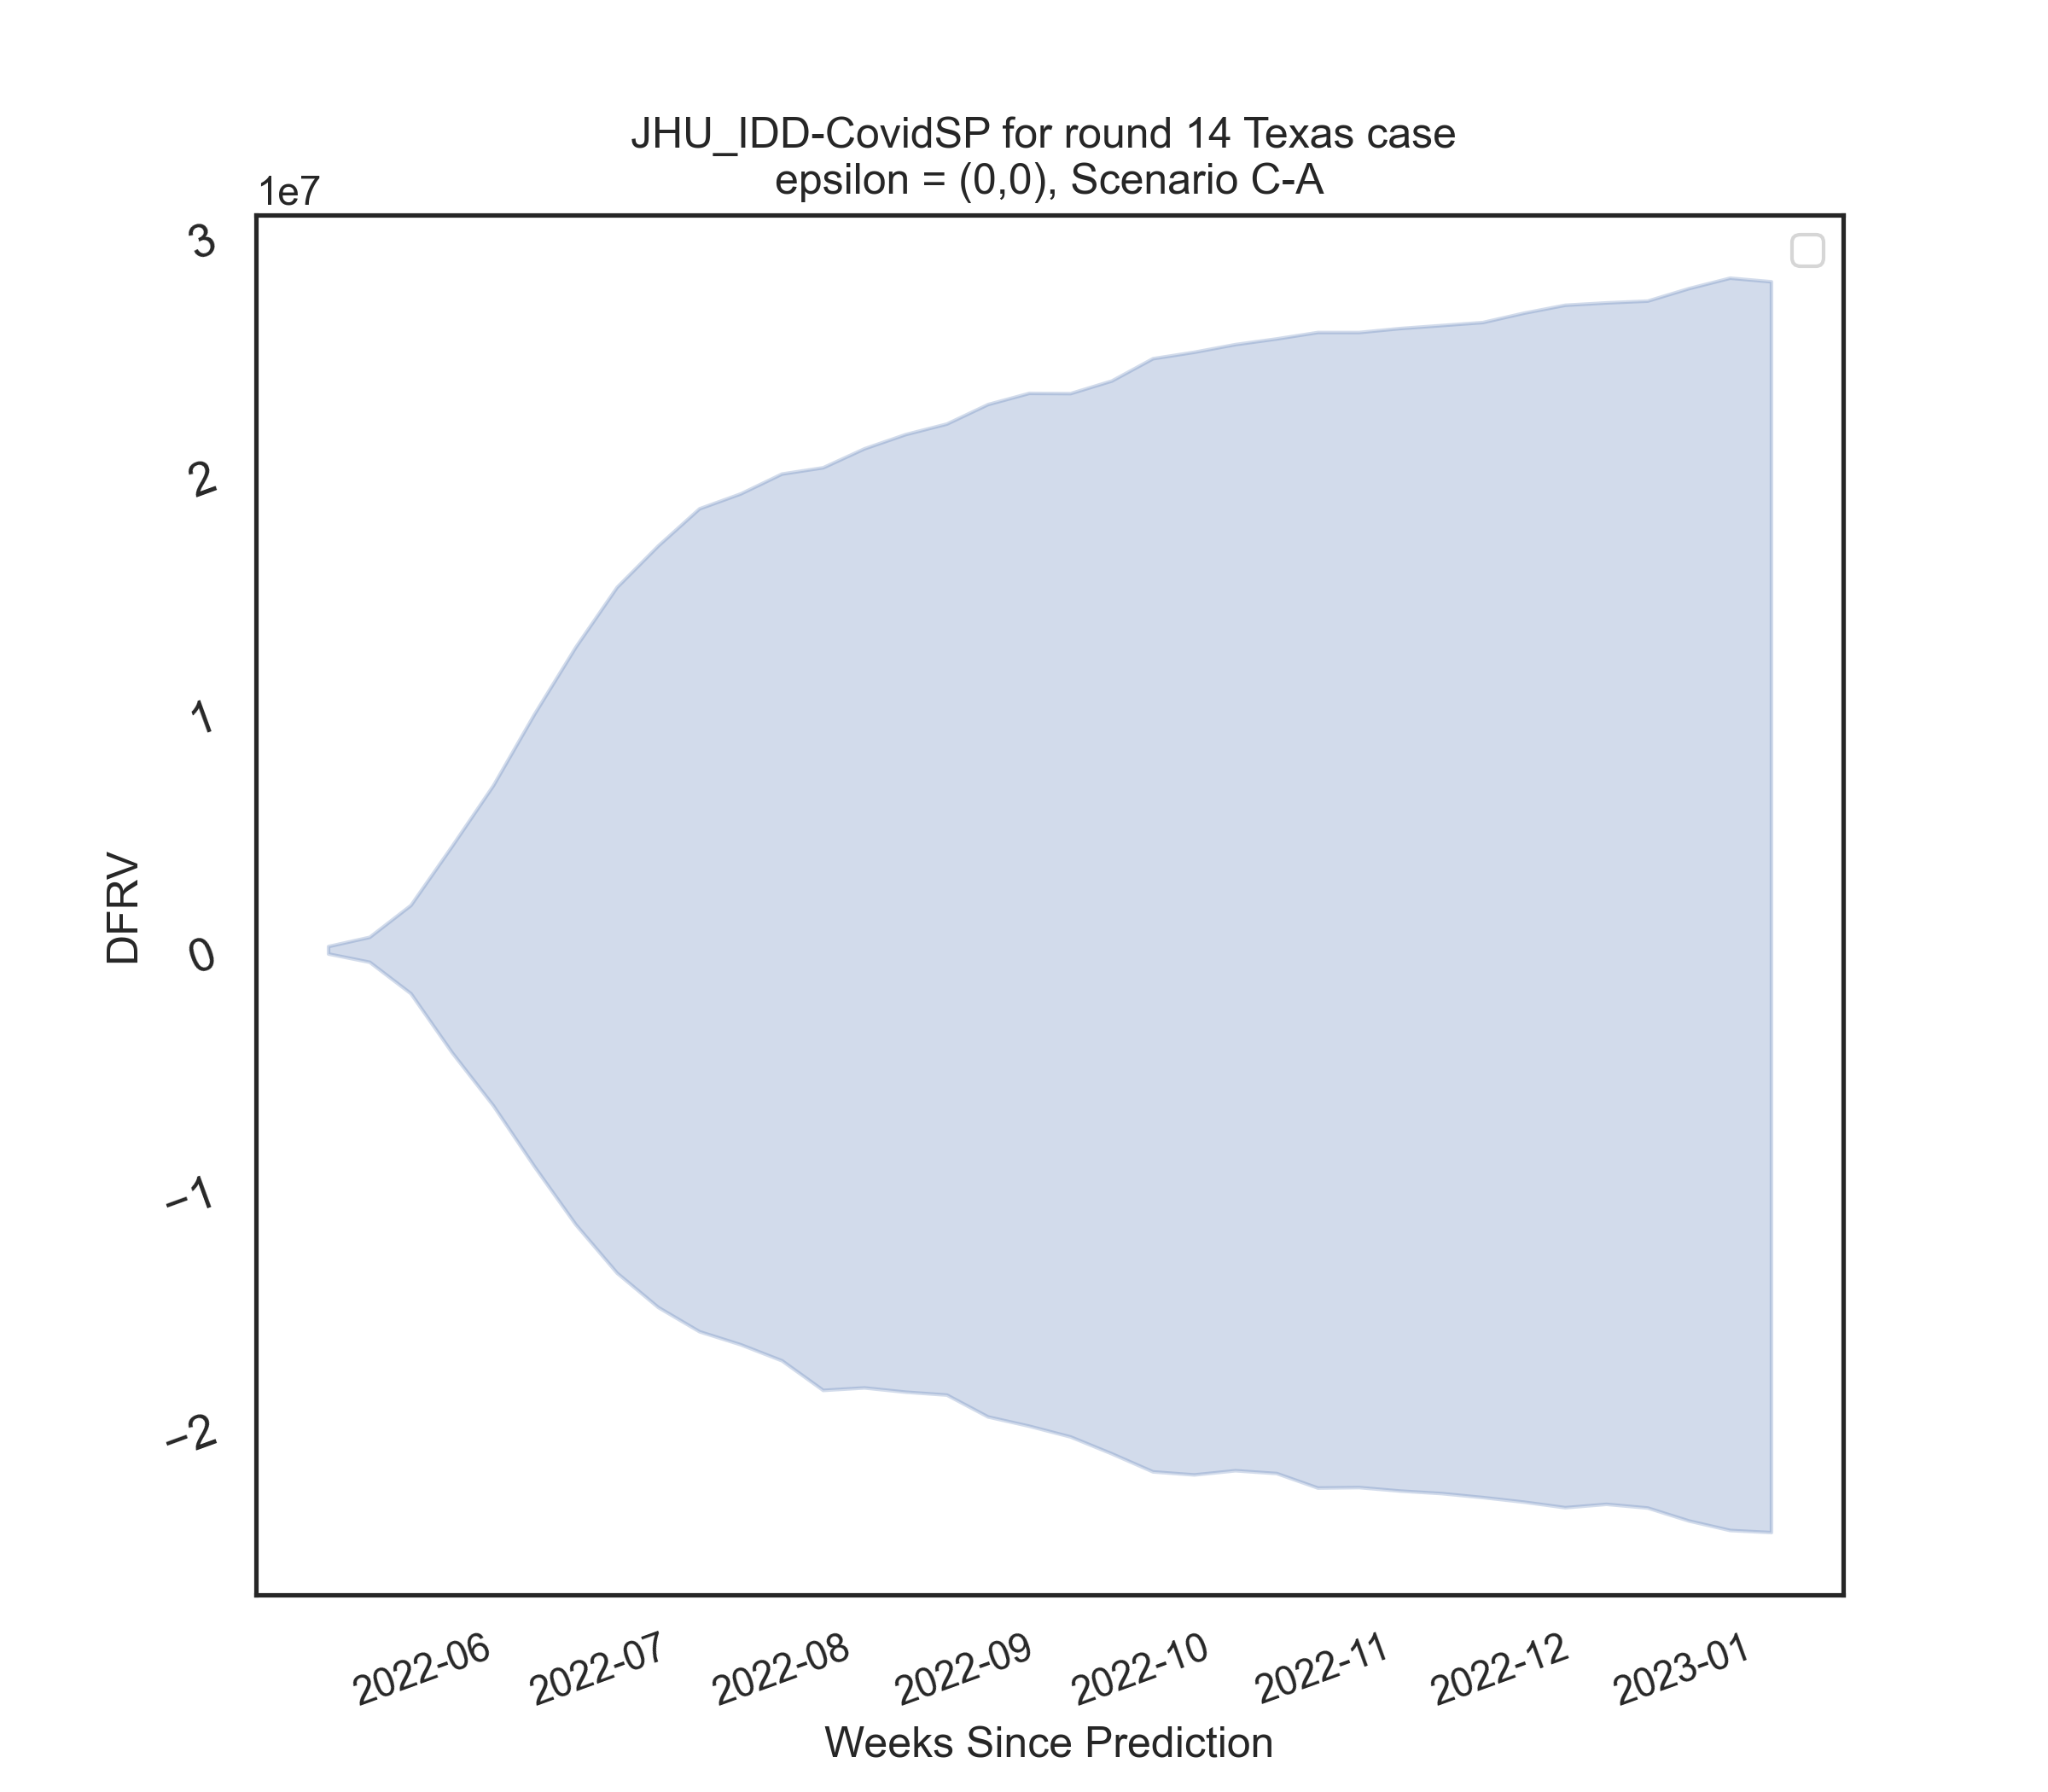 JHU_IDD-CovidSP for round 14 Texas case
epsilon = (0,0), Scenario C-A
1e7
3
2
1
0
−1
−2
DFRV
2022-06
2022-07
2022-08
2022-09
2022-10
2022-11
2022-12
2023-01
Weeks Since Prediction